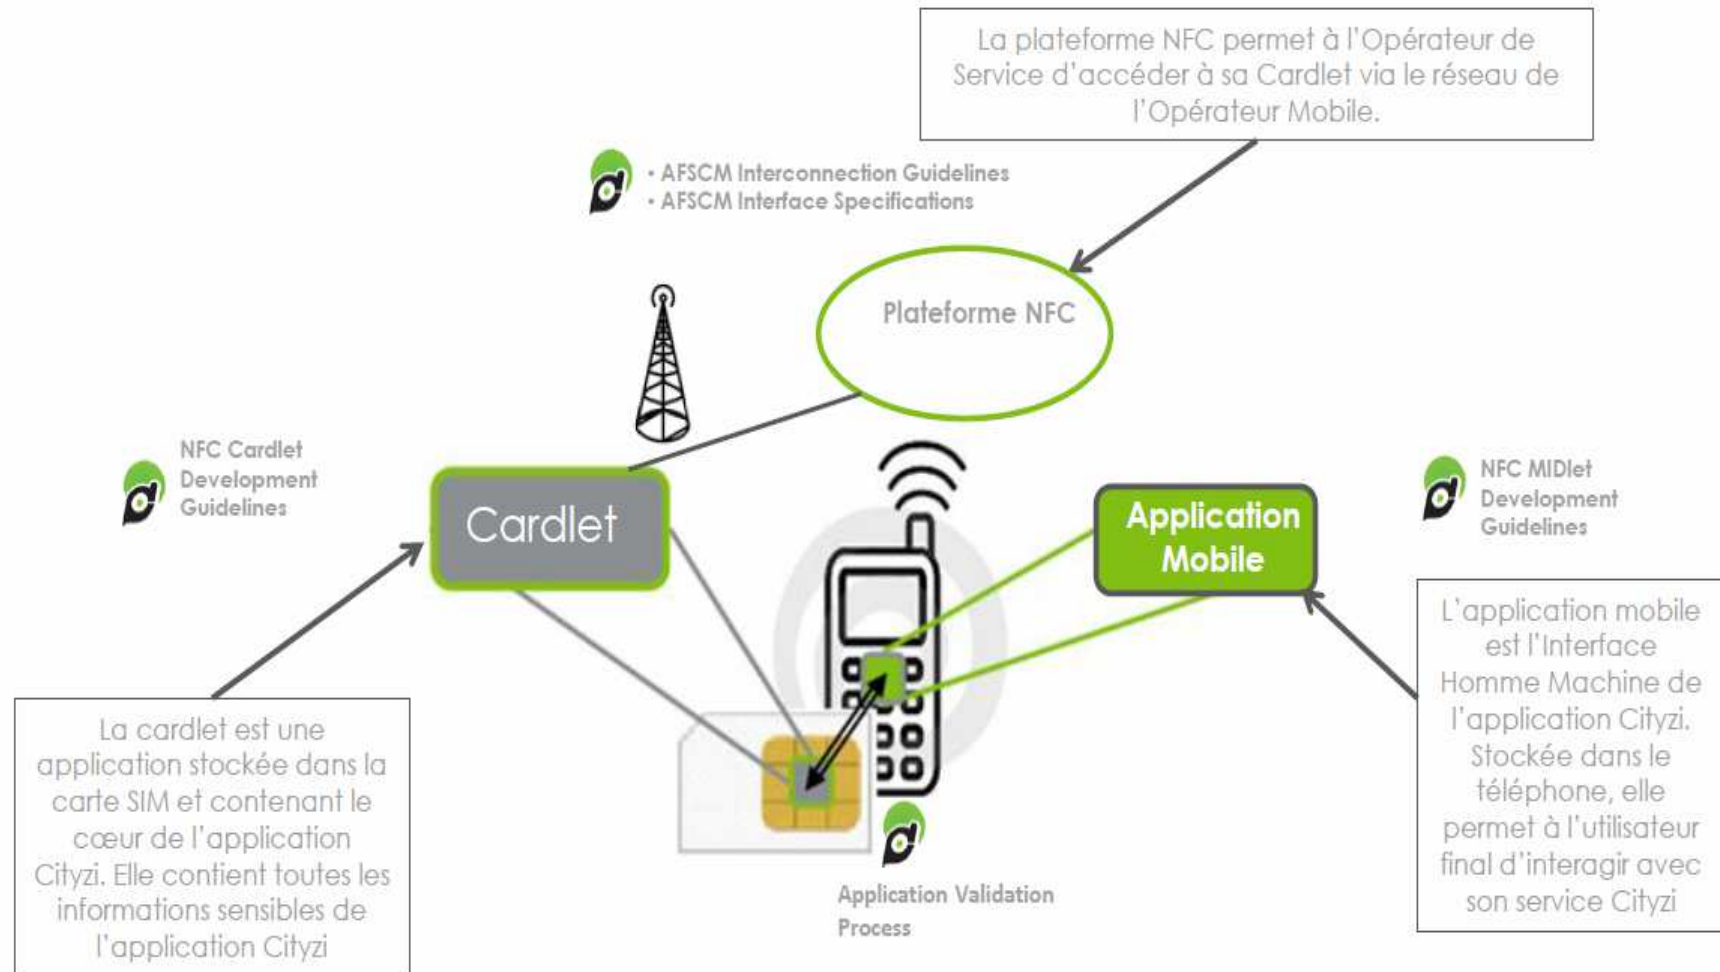 La plateforme NFC permet à l'Opérateur de
Service d'accéder à sa Cardlet via le réseau de
l'Opérateur Mobile.
• AFSCM Interconnection Guidelines
• AFSCM Interface Specifications
Plateforme NFC
NFC Cardlet
Development
Guidelines
Cardlet
Application
Mobile
NFC MIDlet
Development
Guidelines
La cardlet est une
application stockée dans la
carte SIM et contenant le
cœur de l'application
Cityzi. Elle contient toutes les
informations sensibles de
l'application Cityzi
L'application mobile
est l'Interface
Homme Machine de
l'application Cityzi.
Stockée dans le
téléphone, elle
permet à l'utilisateur
final d'interagir avec
son service Cityzi
Application Validation
Process